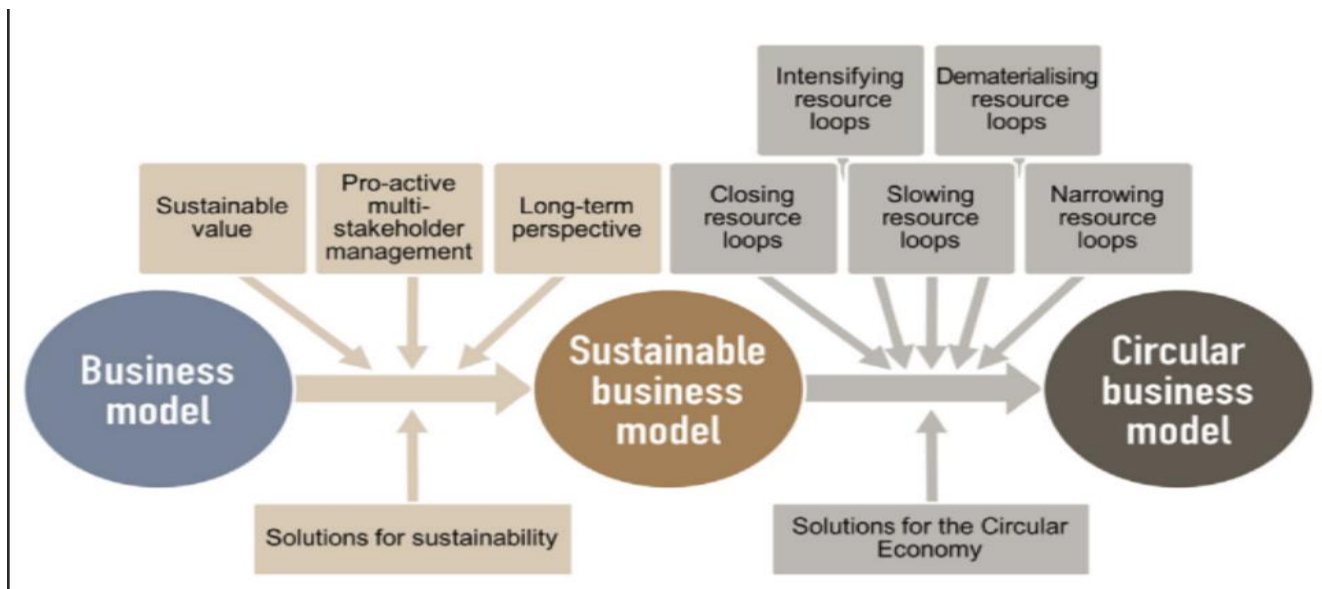 Intensifying
resource
loops
Dematerialising
resource
loops
Sustainable
value
Pro-active
multi-
stakeholder
management
Long-term
perspective
Closing
resource
loops
Slowing
resource
loops
Narrowing
resource
loops
Business
model
Sustainable
business
model
Circular
business
model
Solutions for sustainability
Solutions for the Circular
Economy